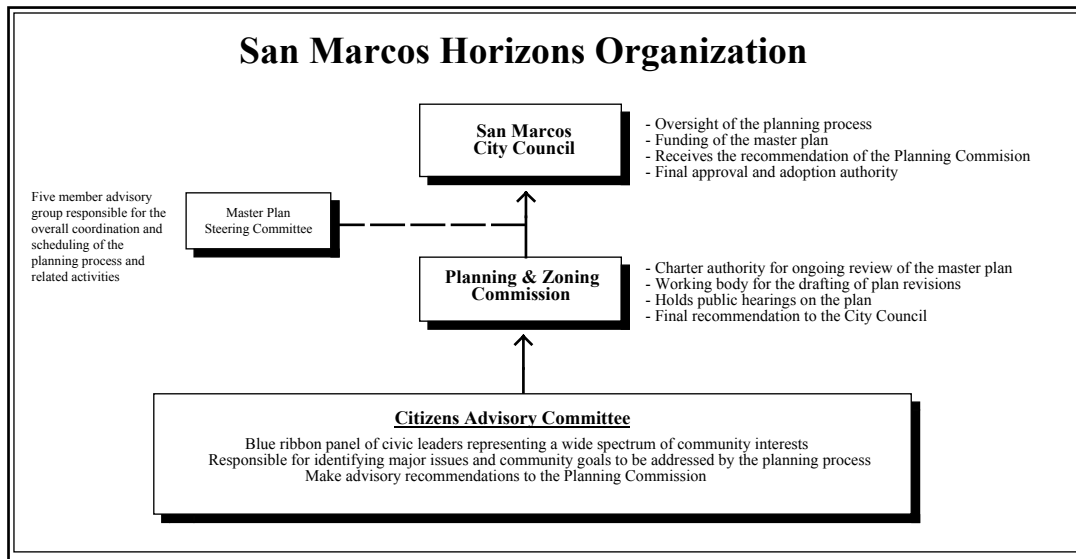 San Marcos Horizons Organization
San Marcos
City Council
- Oversight of the planning process
- Funding of the master plan
- Receives the recommendation of the Planning Commision
- Final approval and adoption authority
Five member advisory
group responsible for the
overall coordination and
scheduling of the
planning process and
related activities
Master Plan
Steering Committee
Planning & Zoning
Commission
- Charter authority for ongoing review of the master plan
- Working body for the drafting of plan revisions
- Holds public hearings on the plan
- Final recommendation to the City Council
Citizens Advisory Committee
Blue ribbon panel of civic leaders representing a wide spectrum of community interests
Responsible for identifying major issues and community goals to be addressed by the planning process
Make advisory recommendations to the Planning Commission